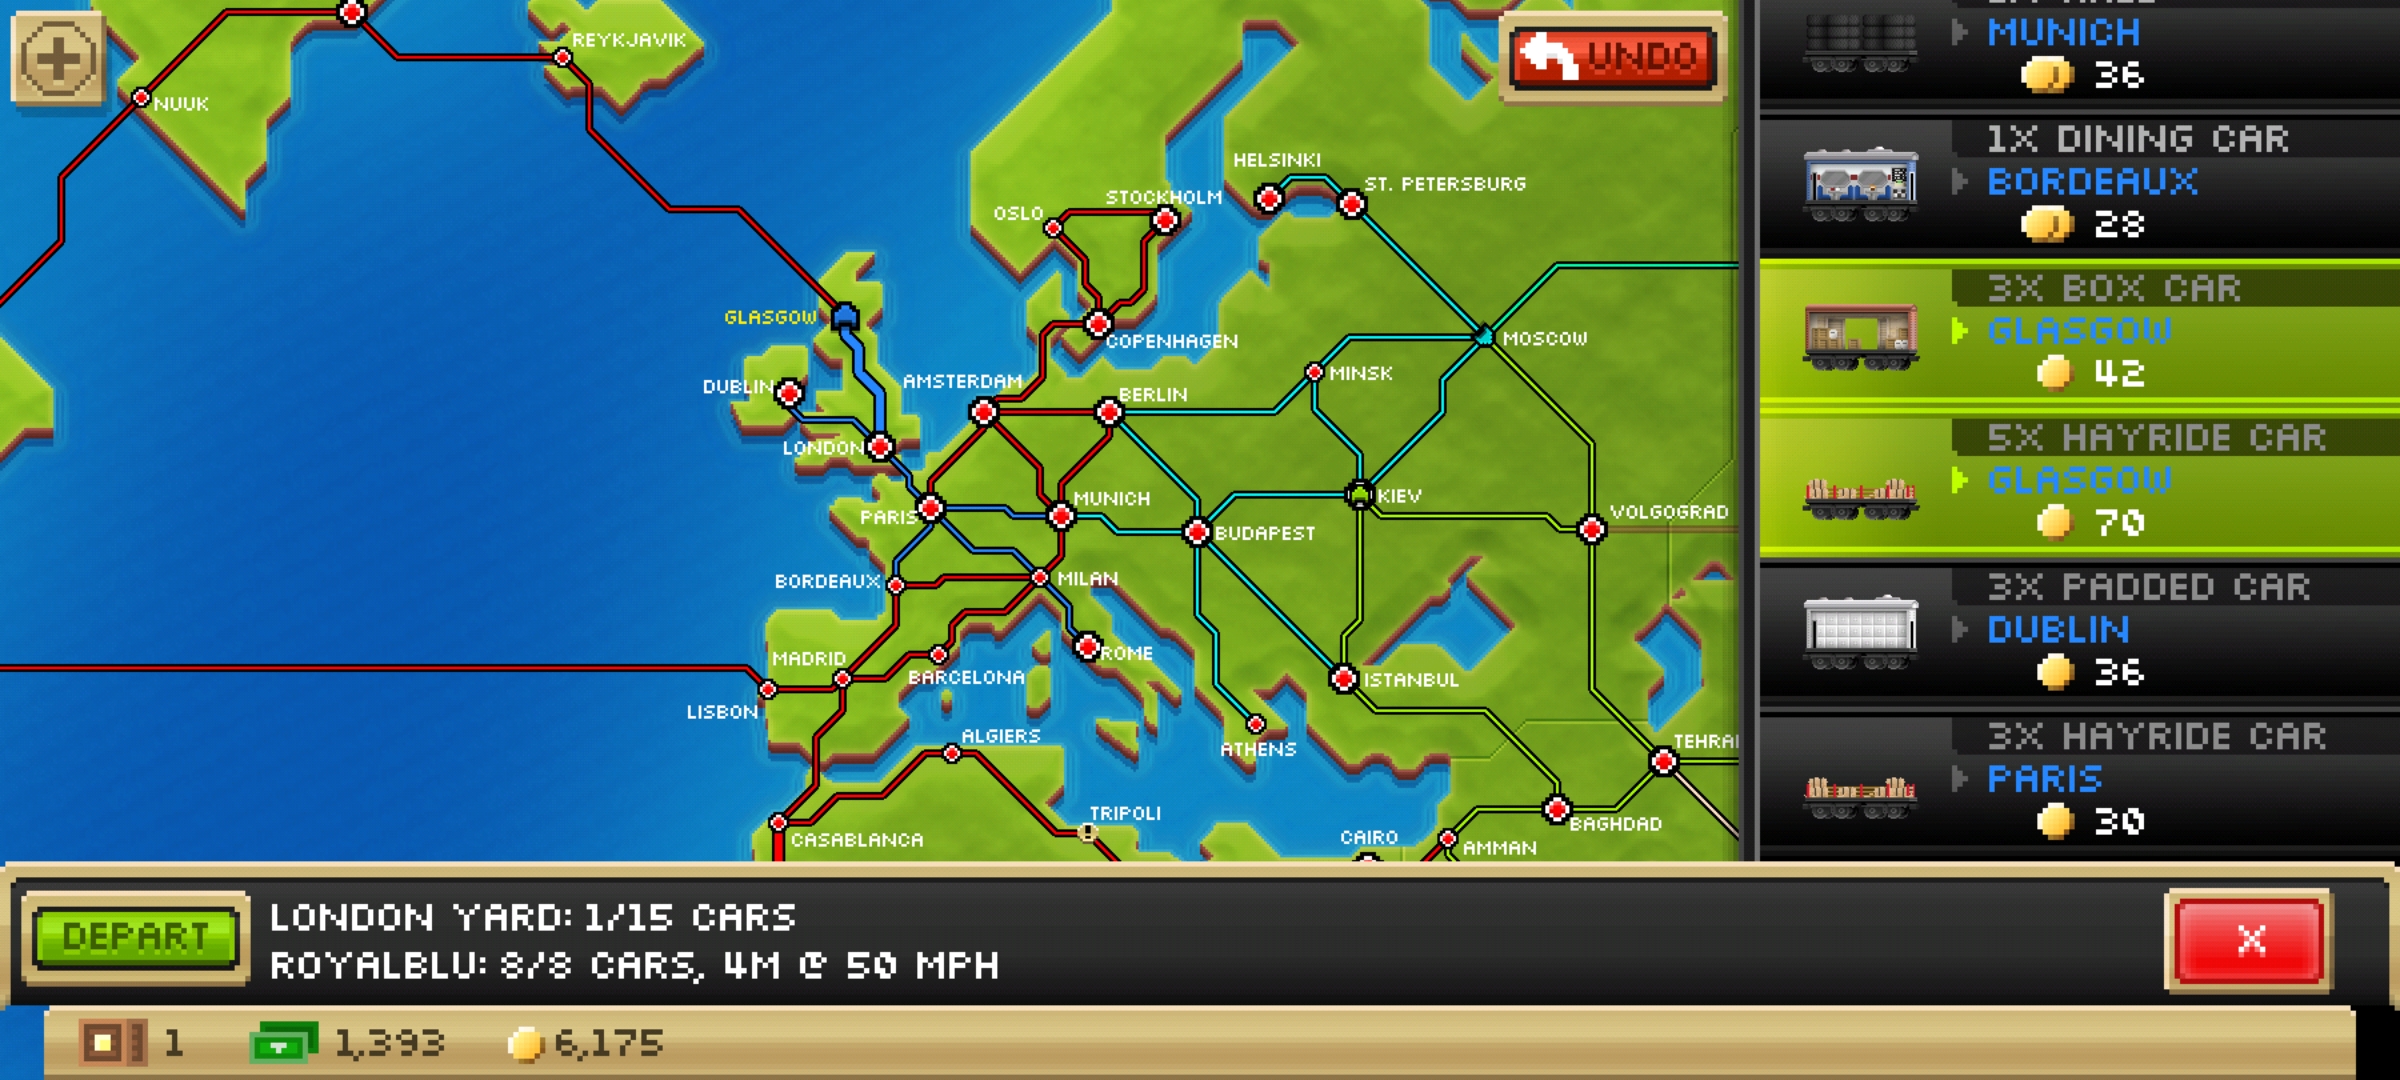 REYKJAVIK
NUUK
UNDO
HELSINKI
ST. PETERSBURG
STOCKHOLM
OSLO
GLASGOW
MOSCOW
COPENHAGEN
MINSK
DUBLIN
AMSTERDAM
BERLIN
LONDON
MUNICH
KIEV
PARIS
VOLGOGRAD
BUDAPEST
BORDEAUX
MILAN
ROME
MADRID
BARCELONA
ISTANBUL
LISBON
ALGIERS
ATHENS
TEHRA
TRIPOLI
CASABLANCA
CAIRO
BAGHDAD
AMMAN
MUNICH
36
1X DINING CAR
BORDEAUX
28
3X BOX CAR
GLASGOW
42
5X HAYRIDE CAR
GLASGOW
70
3X PADDED CAR
DUBLIN
36
3X HAYRIDE CAR
PARIS
30
DEPART
LONDON YARD: 1/15 CARS
ROYALBLU: 8/8 CARS, 4M @ 50 MPH
X
1
1,393
6,175